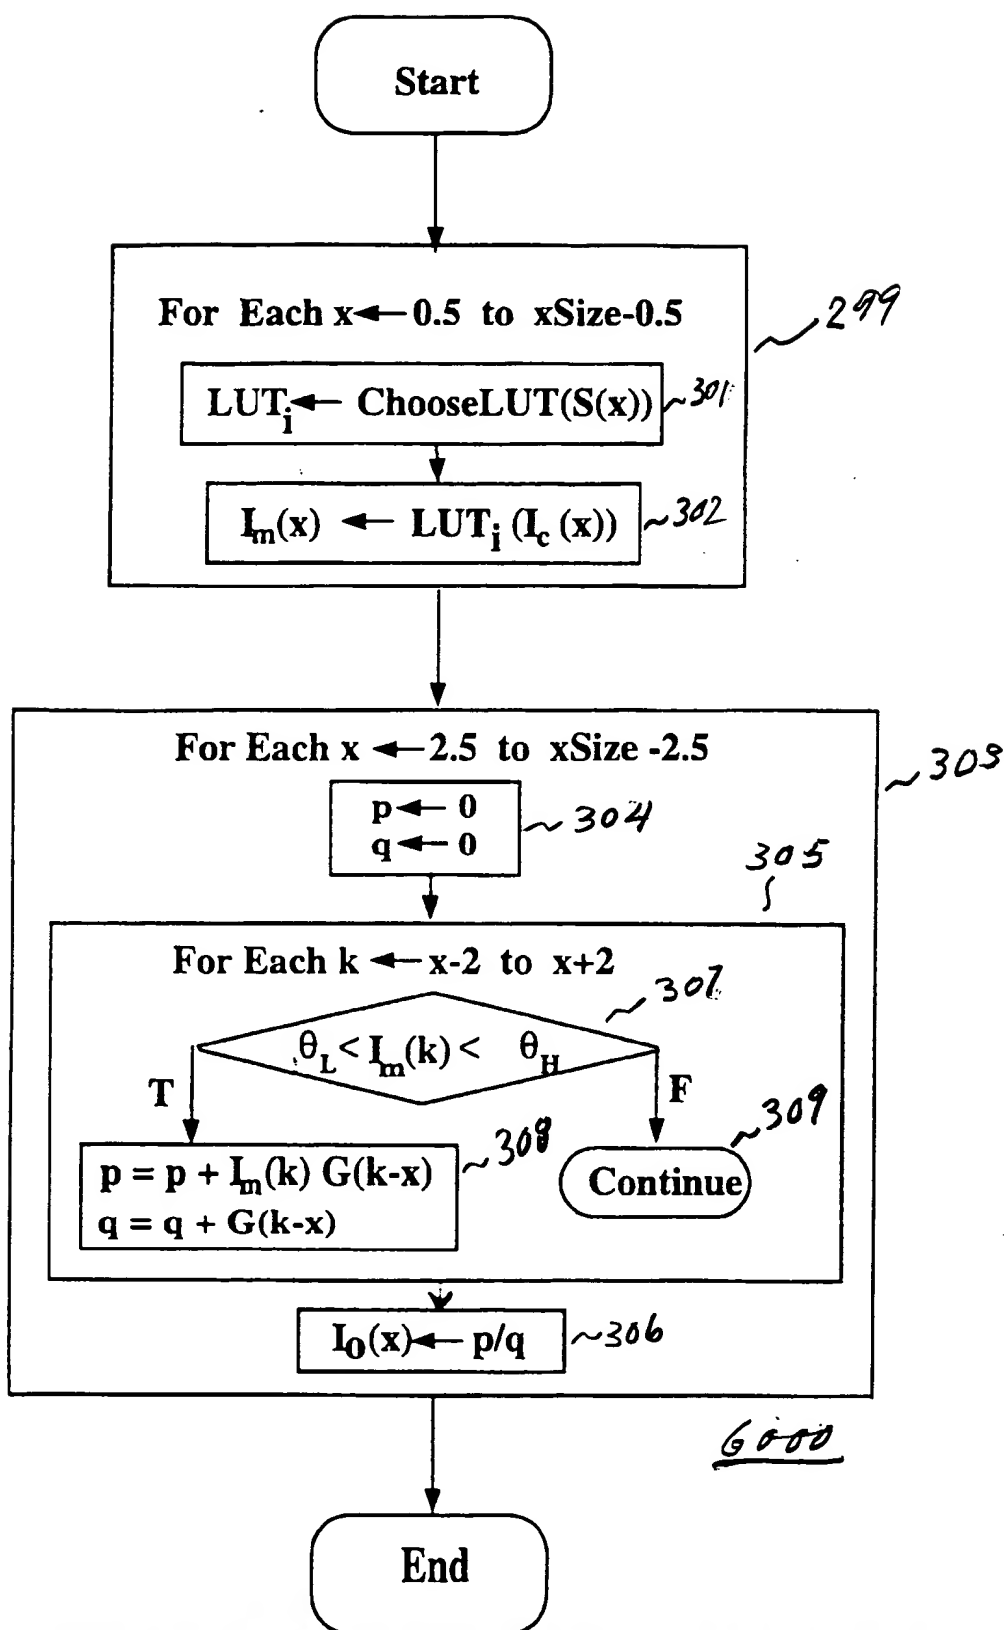 Start
For Each x ← 0.5 to xSize-0.5
299
LUTi ← ChooseLUT(S(x))
301
Im(x) ← LUTi (Ic (x))
302
For Each x ← 2.5 to xSize -2.5
303
p ← 0
q ← 0
304
305
For Each k ← x-2 to x+2
307
θL < Im(k) < θH
T
F
309
p = p + Im(k) G(k-x)
q = q + G(k-x)
308
Continue
IO(x) ← p/q
306
6000
End